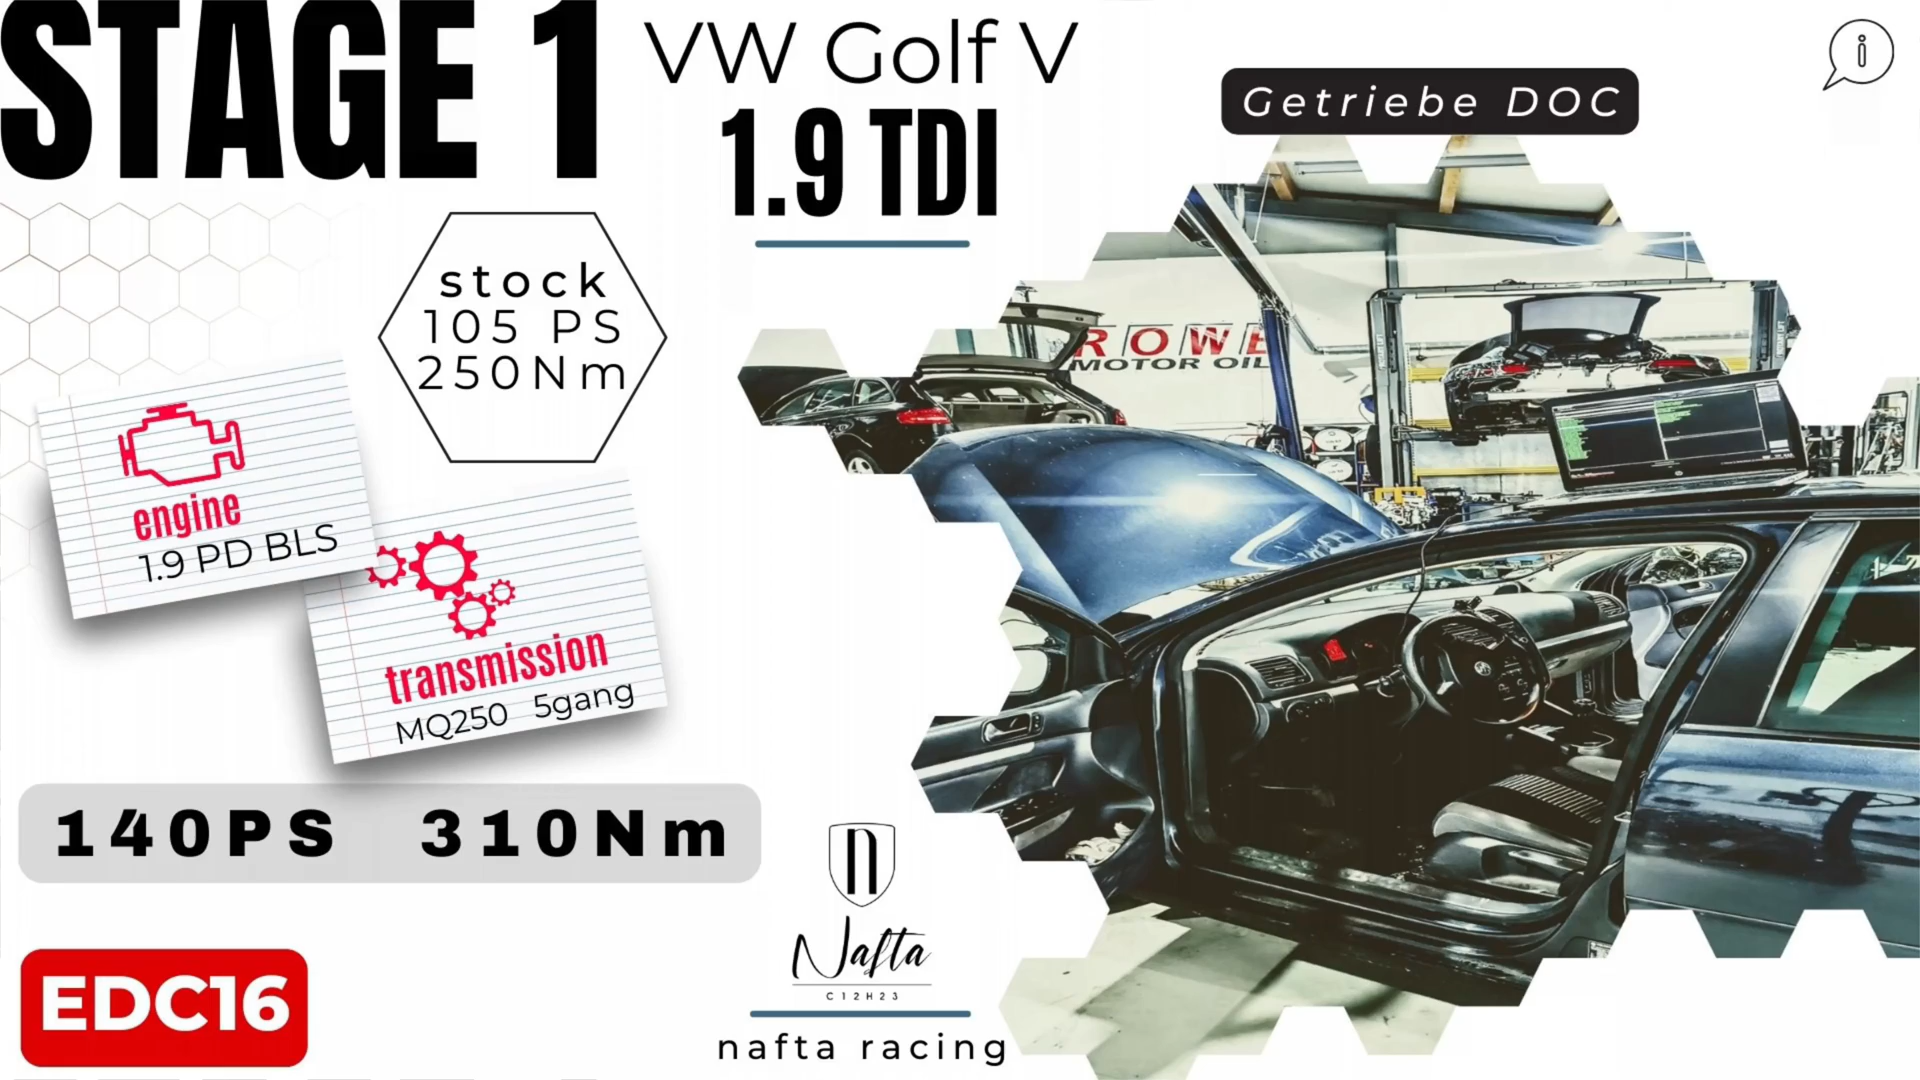 STAGE 1
VW Golf V
1.9 TDI
Getriebe DOC
i
stock
105 PS
250Nm
engine
1.9 PD BLS
transmission
MQ250 5gang
140PS 310Nm
EDC16
n
Nafta
C12H23
nafta racing
ROWE
MOTOR OIL